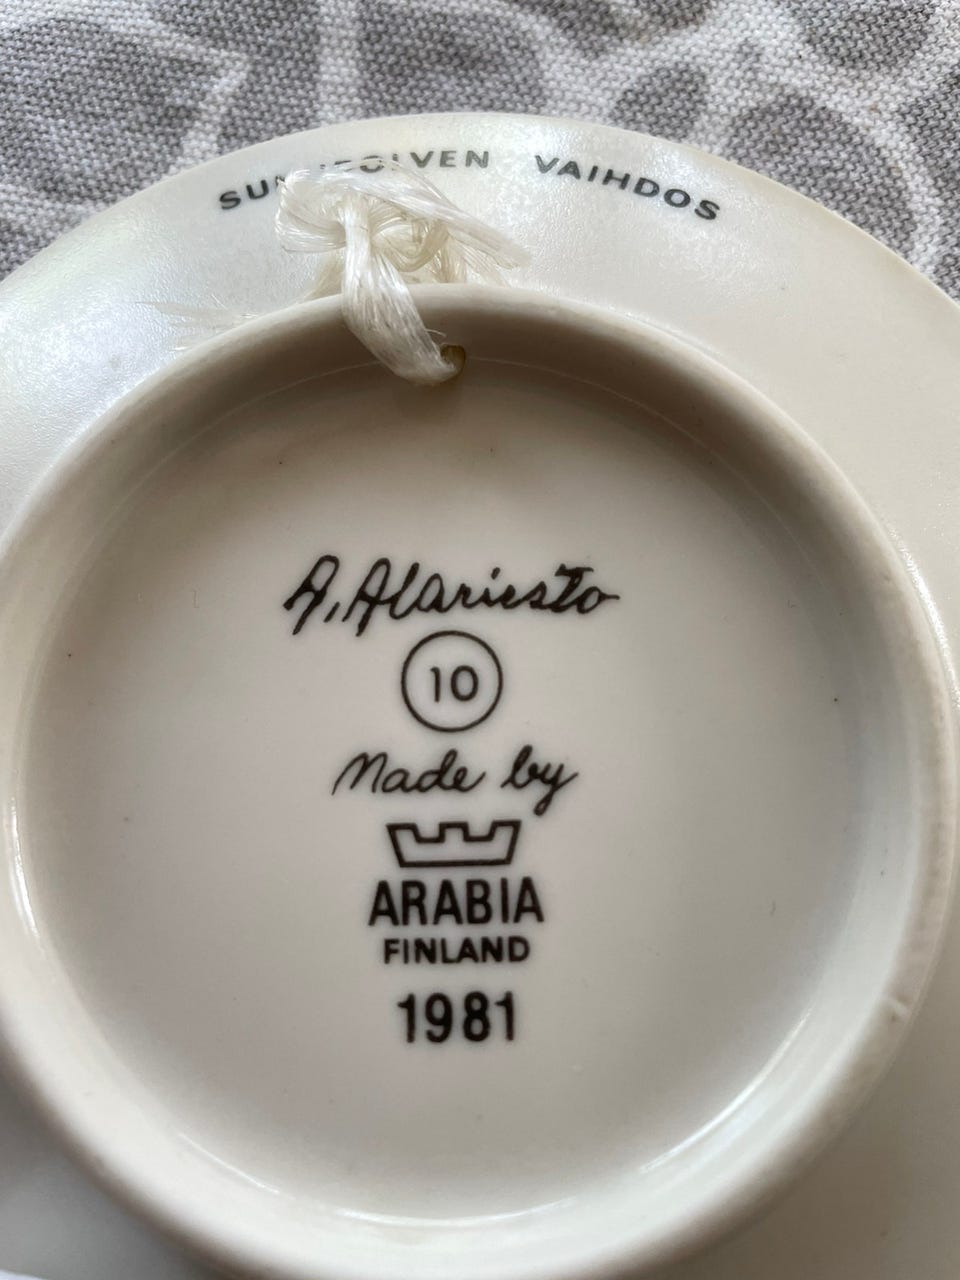 VAIHDOS
A. Alariesto
10
Made by
ARABIA
FINLAND
1981